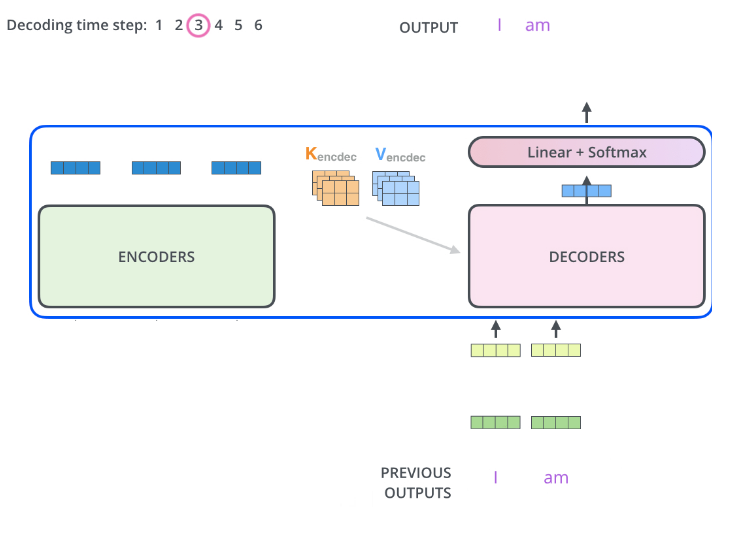 Decoding time step: 1 2 3 4 5 6
OUTPUT I am
Kencdec Vencdec
Linear + Softmax
ENCODERS
DECODERS
PREVIOUS OUTPUTS I am